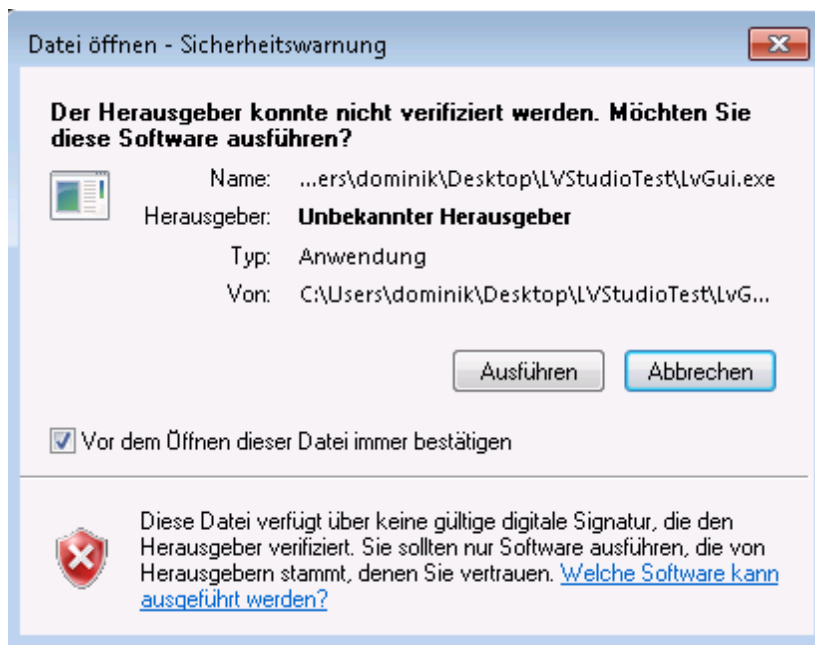 Datei öffnen - Sicherheitswarnung
Der Herausgeber konnte nicht verifiziert werden. Möchten Sie
diese Software ausführen?
Name: ...ers\dominik\Desktop\LVStudioTest\LvGui.exe
Herausgeber: Unbekannter Herausgeber
Typ: Anwendung
Von: C:\Users\dominik\Desktop\LVStudioTest\LvG...
Ausführen Abbrechen
Vor dem Öffnen dieser Datei immer bestätigen
Diese Datei verfügt über keine gültige digitale Signatur, die den
Herausgeber verifiziert. Sie sollten nur Software ausführen, die von
Herausgebern stammt, denen Sie vertrauen. Welche Software kann
ausgeführt werden?